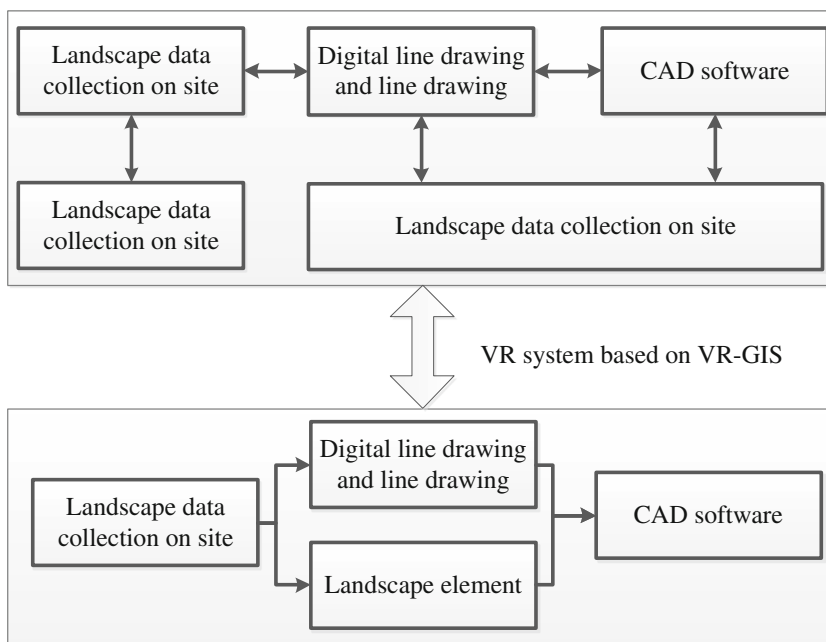 Landscape data
collection on site
Digital line drawing
and line drawing
CAD software
Landscape data
collection on site
Landscape data collection on site
VR system based on VR-GIS
Digital line drawing
and line drawing
Landscape data
collection on site
CAD software
Landscape element